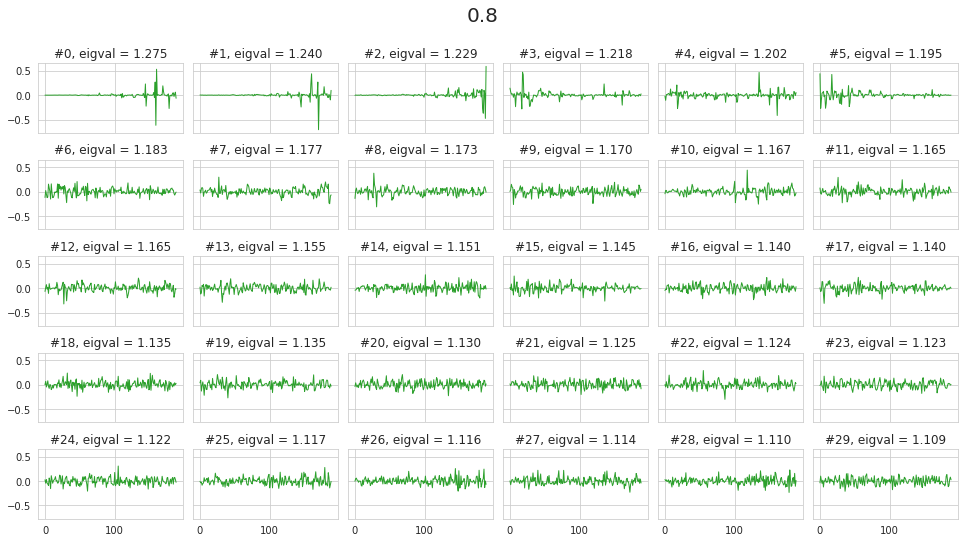 0.8
#0, eigval = 1.275 #1, eigval = 1.240 #2, eigval = 1.229 #3, eigval = 1.218 #4, eigval = 1.202 #5, eigval = 1.195
0.5
0.0
−0.5
#6, eigval = 1.183 #7, eigval = 1.177 #8, eigval = 1.173 #9, eigval = 1.170 #10, eigval = 1.167 #11, eigval = 1.165
0.5
0.0
−0.5
#12, eigval = 1.165 #13, eigval = 1.155 #14, eigval = 1.151 #15, eigval = 1.145 #16, eigval = 1.140 #17, eigval = 1.140
0.5
0.0
−0.5
#18, eigval = 1.135 #19, eigval = 1.135 #20, eigval = 1.130 #21, eigval = 1.125 #22, eigval = 1.124 #23, eigval = 1.123
0.5
0.0
−0.5
#24, eigval = 1.122 #25, eigval = 1.117 #26, eigval = 1.116 #27, eigval = 1.114 #28, eigval = 1.110 #29, eigval = 1.109
0.5
0.0
−0.5
0 100 0 100 0 100 0 100 0 100 0 100